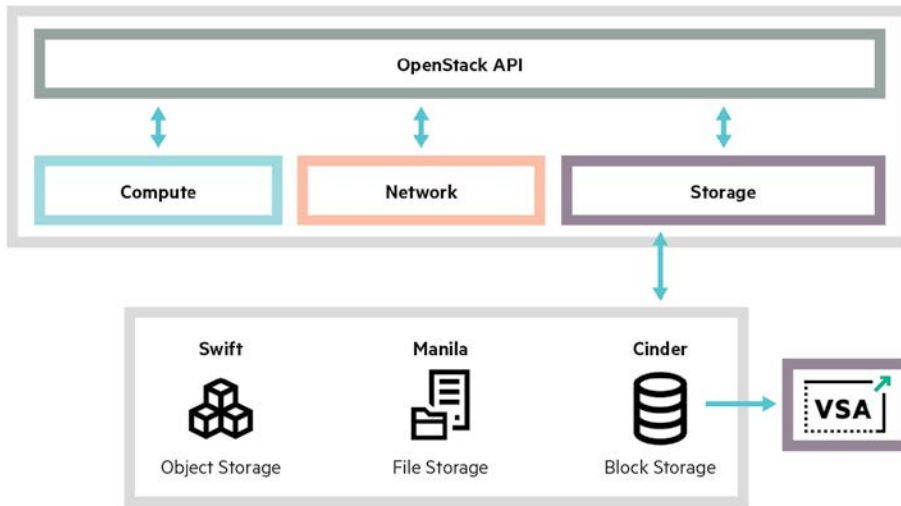 OpenStack API
Compute
Network
Storage
Swift
Manila
Cinder
VSA
Object Storage
File Storage
Block Storage